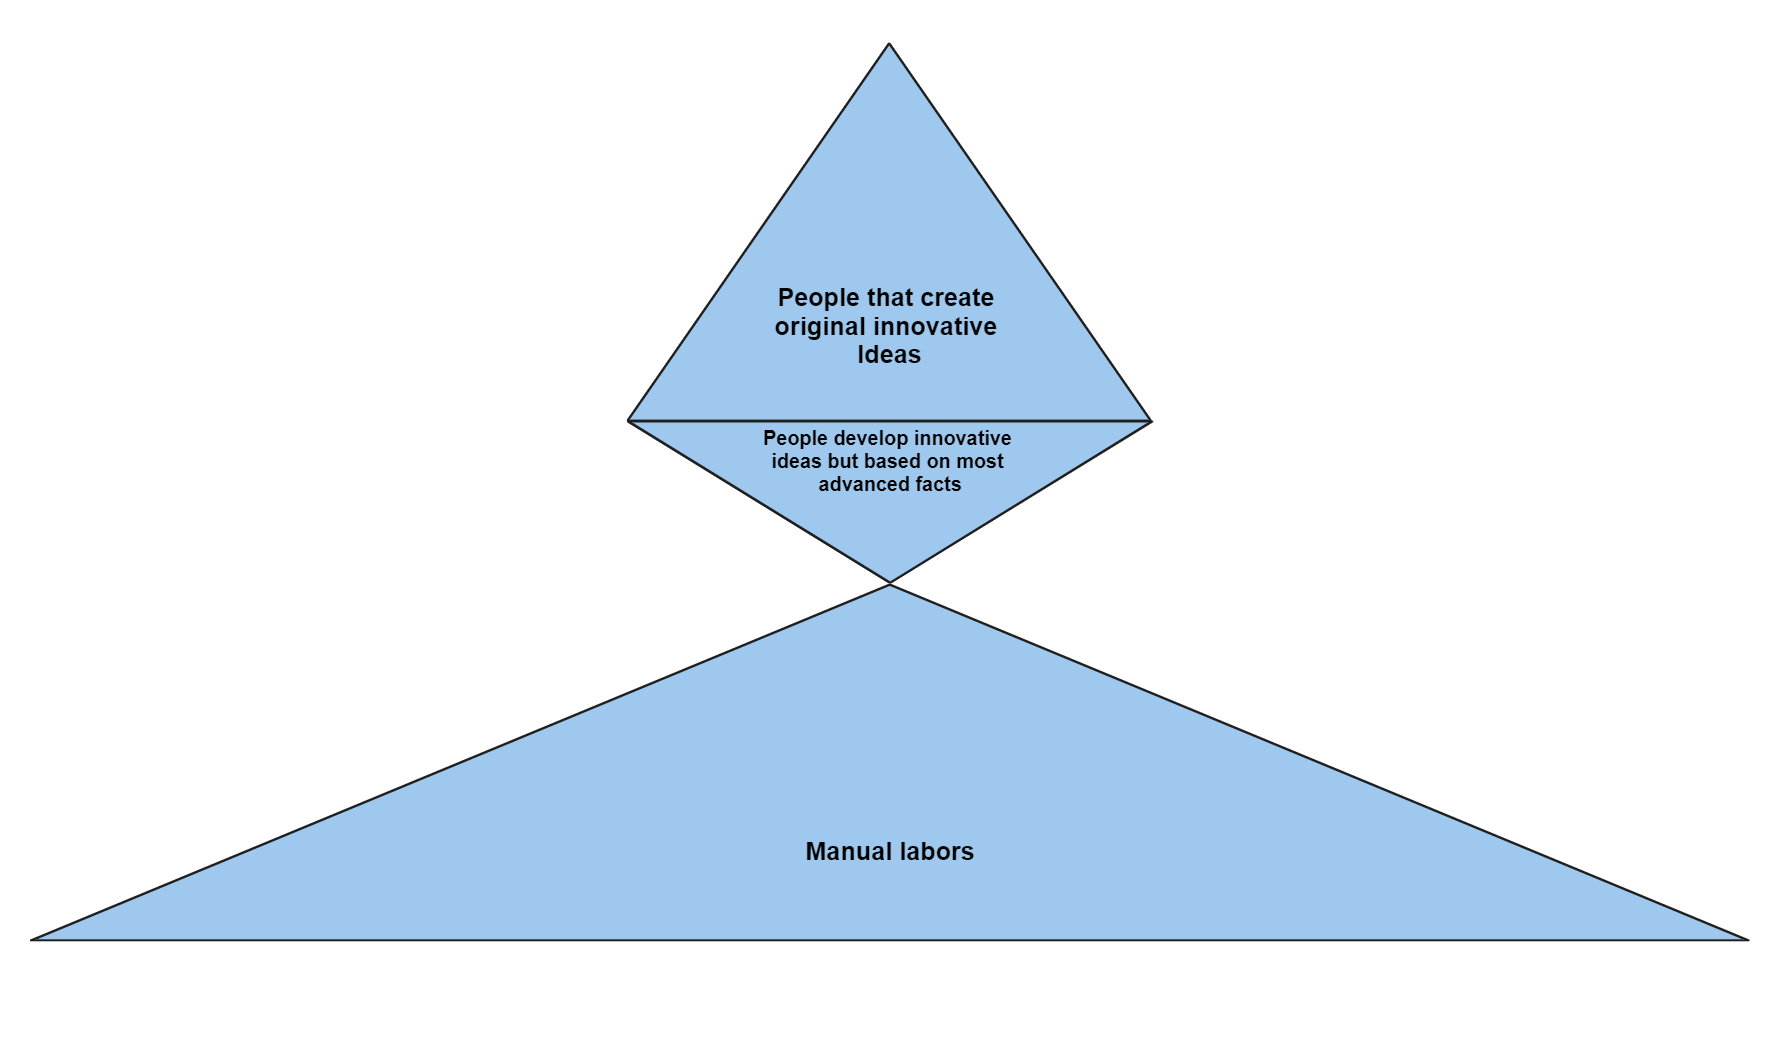 People that create
original innovative
Ideas
People develop innovative
ideas but based on most
advanced facts
Manual labors